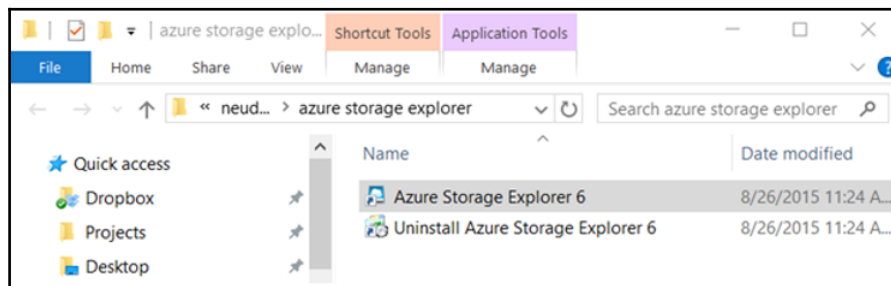 azure storage explo... Shortcut Tools Application Tools
File Home Share View Manage Manage ?
« neud... > azure storage explorer Search azure storage explorer
Quick access Name Date modified
Dropbox Azure Storage Explorer 6 8/26/2015 11:24 A...
Projects Uninstall Azure Storage Explorer 6 8/26/2015 11:24 A...
Desktop